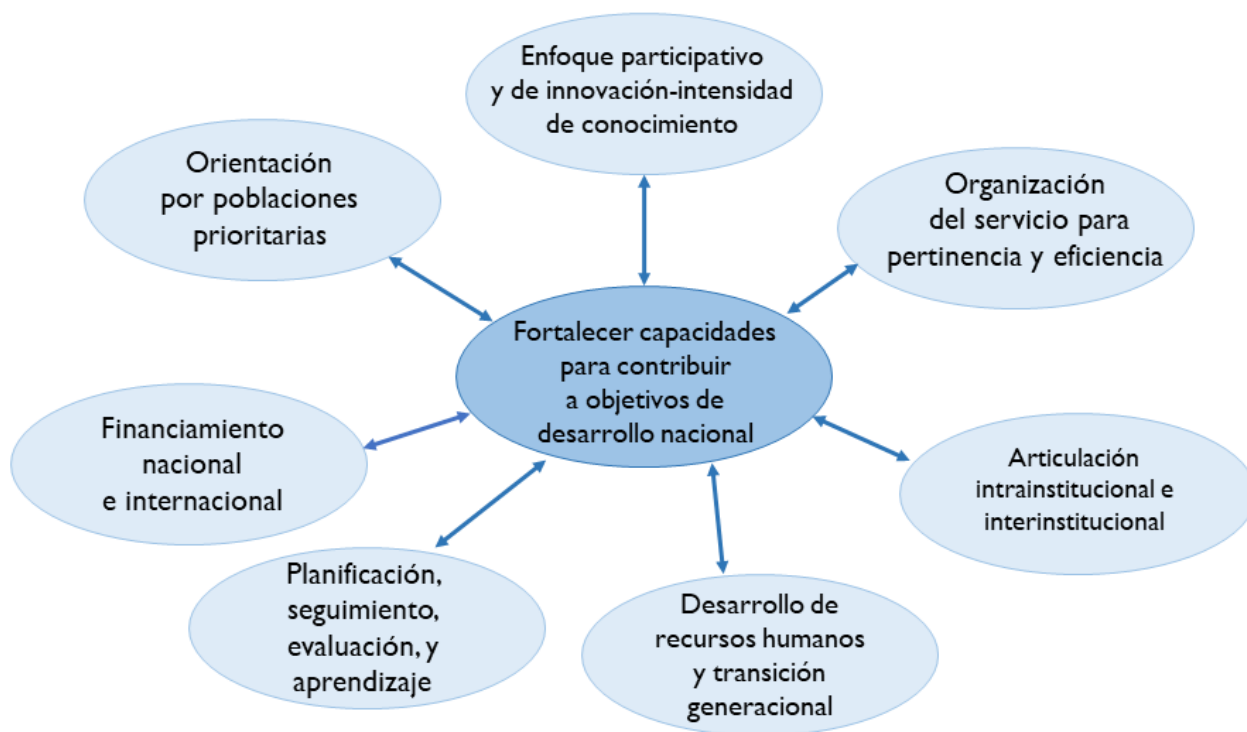 Enfoque participativo
y de innovación-intensidad
de conocimiento
Orientación
por poblaciones
prioritarias
Organización
del servicio para
pertinencia y eficiencia
Fortalecer capacidades
para contribuir
a objetivos de
desarrollo nacional
Financiamiento
nacional
e internacional
Articulación
intrainstitucional e
interinstitucional
Planificación,
seguimiento,
evaluación, y
aprendizaje
Desarrollo de
recursos humanos
y transición
generacional